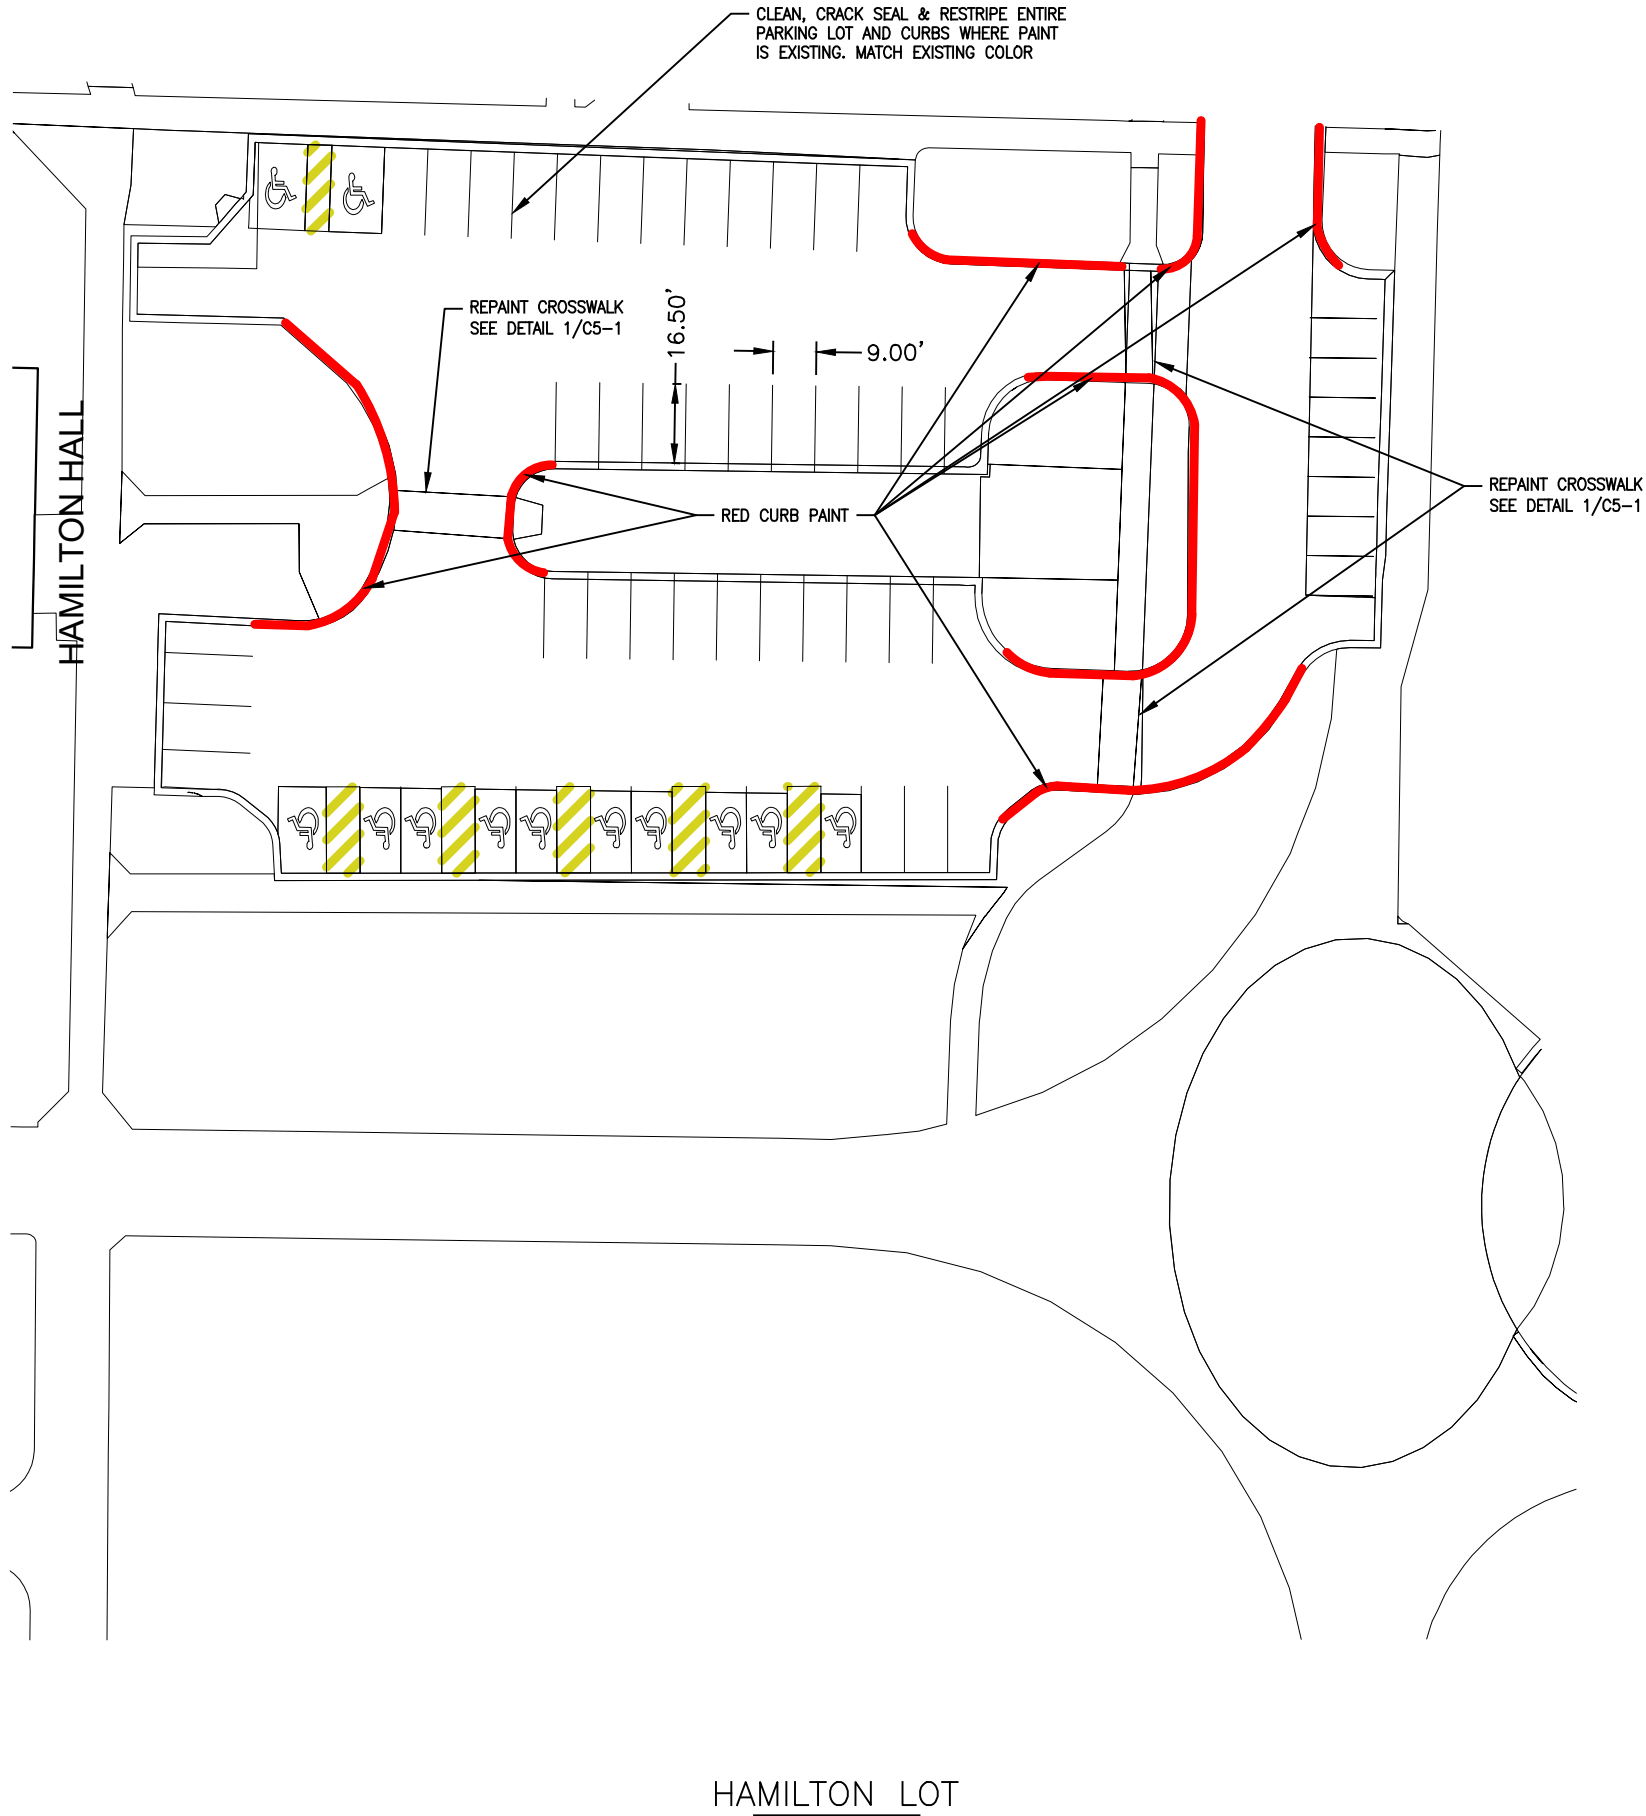 CLEAN, CRACK SEAL & RESTRIPE ENTIRE
PARKING LOT AND CURBS WHERE PAINT
IS EXISTING. MATCH EXISTING COLOR
REPAINT CROSSWALK
SEE DETAIL 1/C5-1
16.50'
9.00'
HAMILTON HALL
RED CURB PAINT
REPAINT CROSSWALK
SEE DETAIL 1/C5-1
HAMILTON LOT